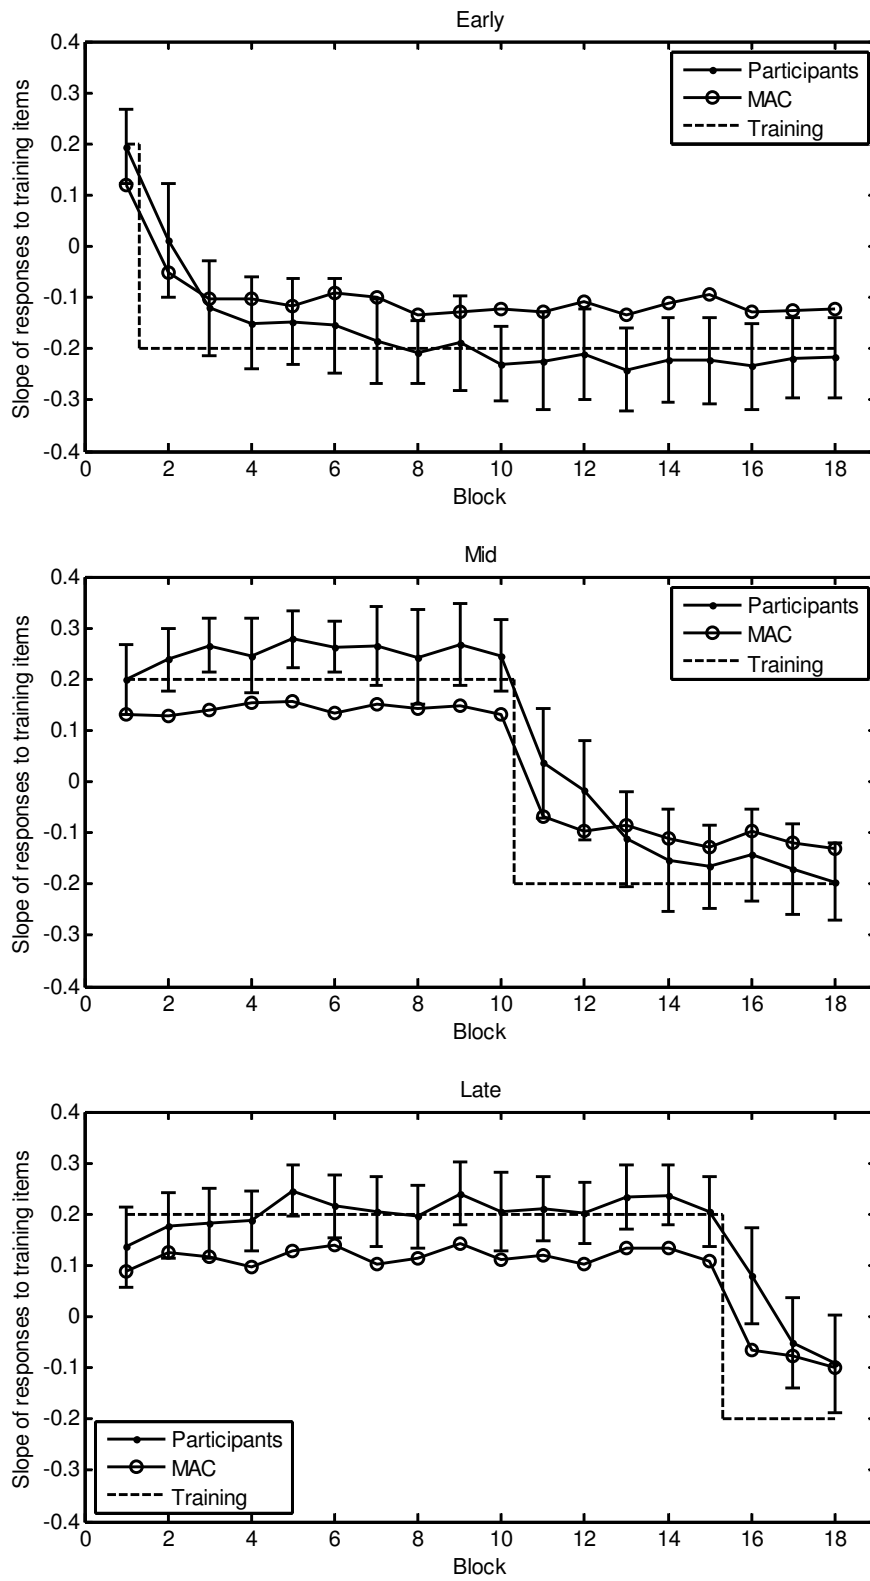 Early
Slope of responses to training items
0.4
0.3
0.2
0.1
0
-0.1
-0.2
-0.3
-0.4
Participants
MAC
Training
0 2 4 6 8 10 12 14 16 18
Block
Mid
Slope of responses to training items
0.4
0.3
0.2
0.1
0
-0.1
-0.2
-0.3
-0.4
Participants
MAC
Training
0 2 4 6 8 10 12 14 16 18
Block
Late
Slope of responses to training items
0.4
0.3
0.2
0.1
0
-0.1
-0.2
-0.3
-0.4
Participants
MAC
Training
0 2 4 6 8 10 12 14 16 18
Block